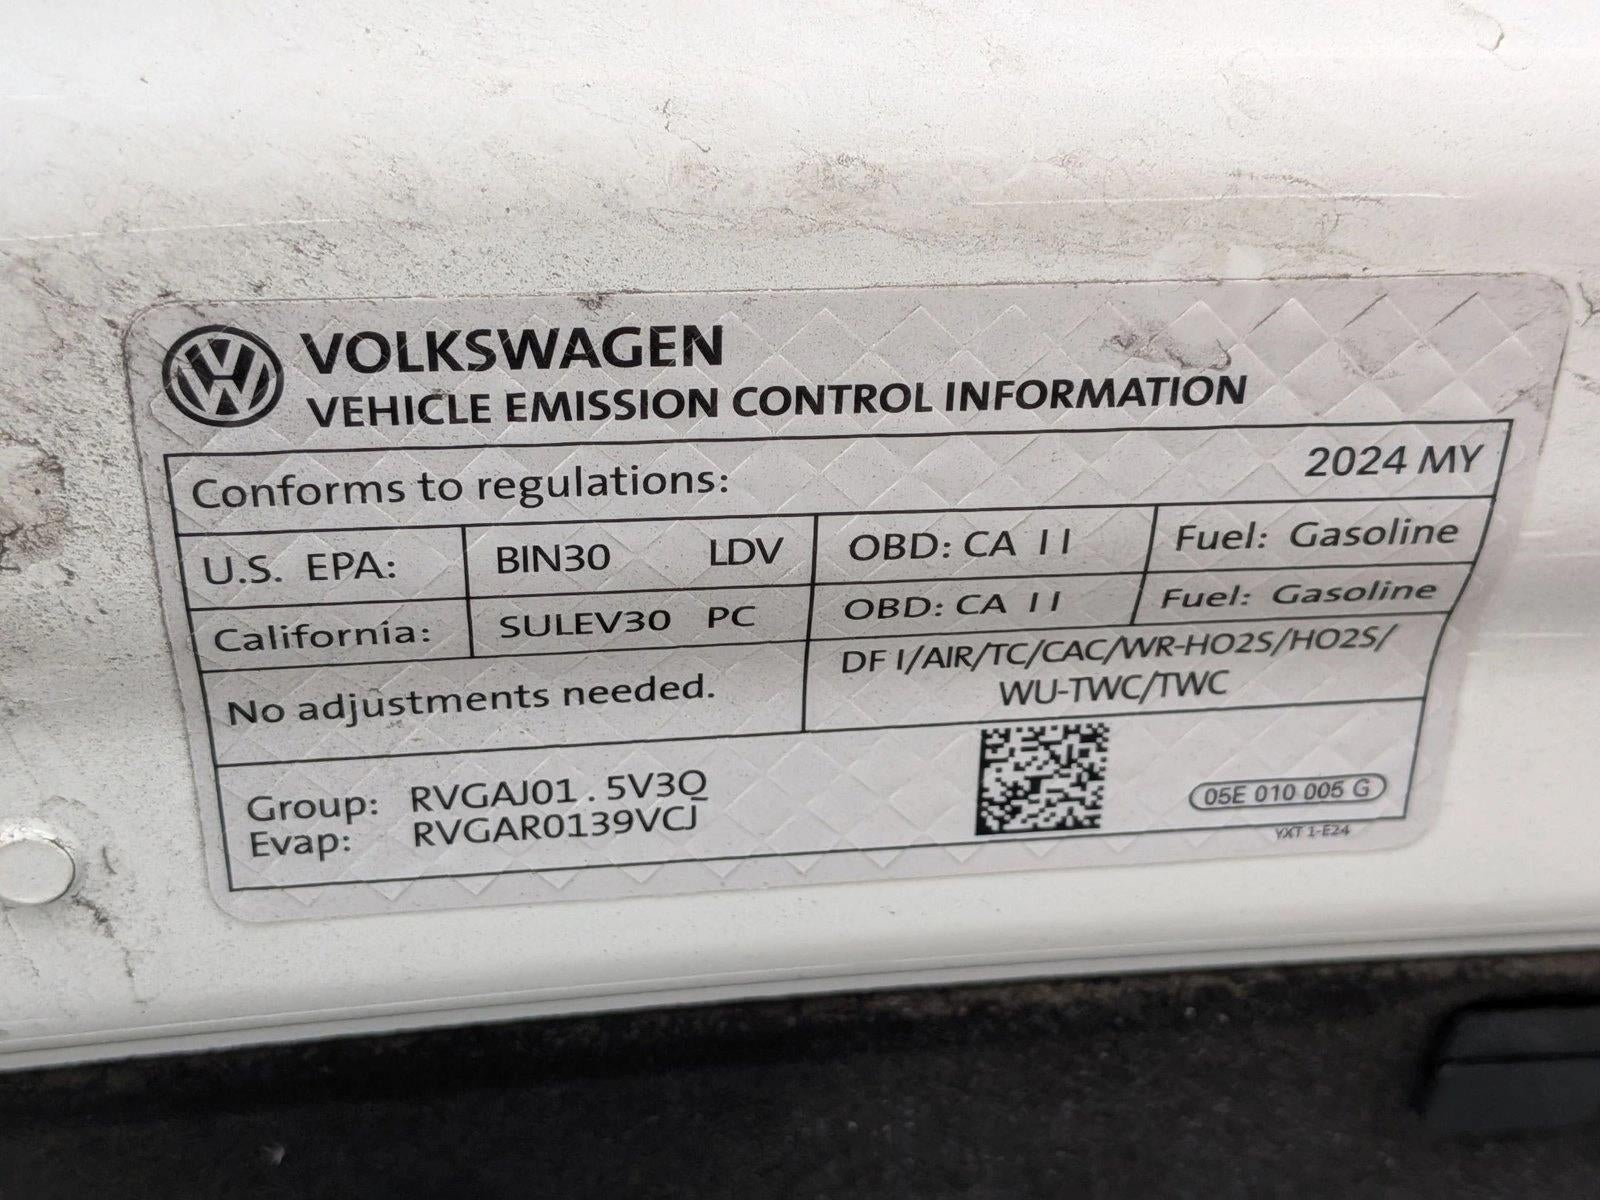 VOLKSWAGEN
VEHICLE EMISSION CONTROL INFORMATION
Conforms to regulations: 2024 MY
U.S. EPA: BIN30 LDV OBD: CA II Fuel: Gasoline
California: SULEV30 PC OBD: CA II Fuel: Gasoline
No adjustments needed. DF I/AIR/TC/CAC/WR-HO2S/HO2S/
WU-TWC/TWC
Group: RVGAJ01.5V3Q
Evap: RVGAR0139VCJ
05E 010 005 G
YXT 1-E24